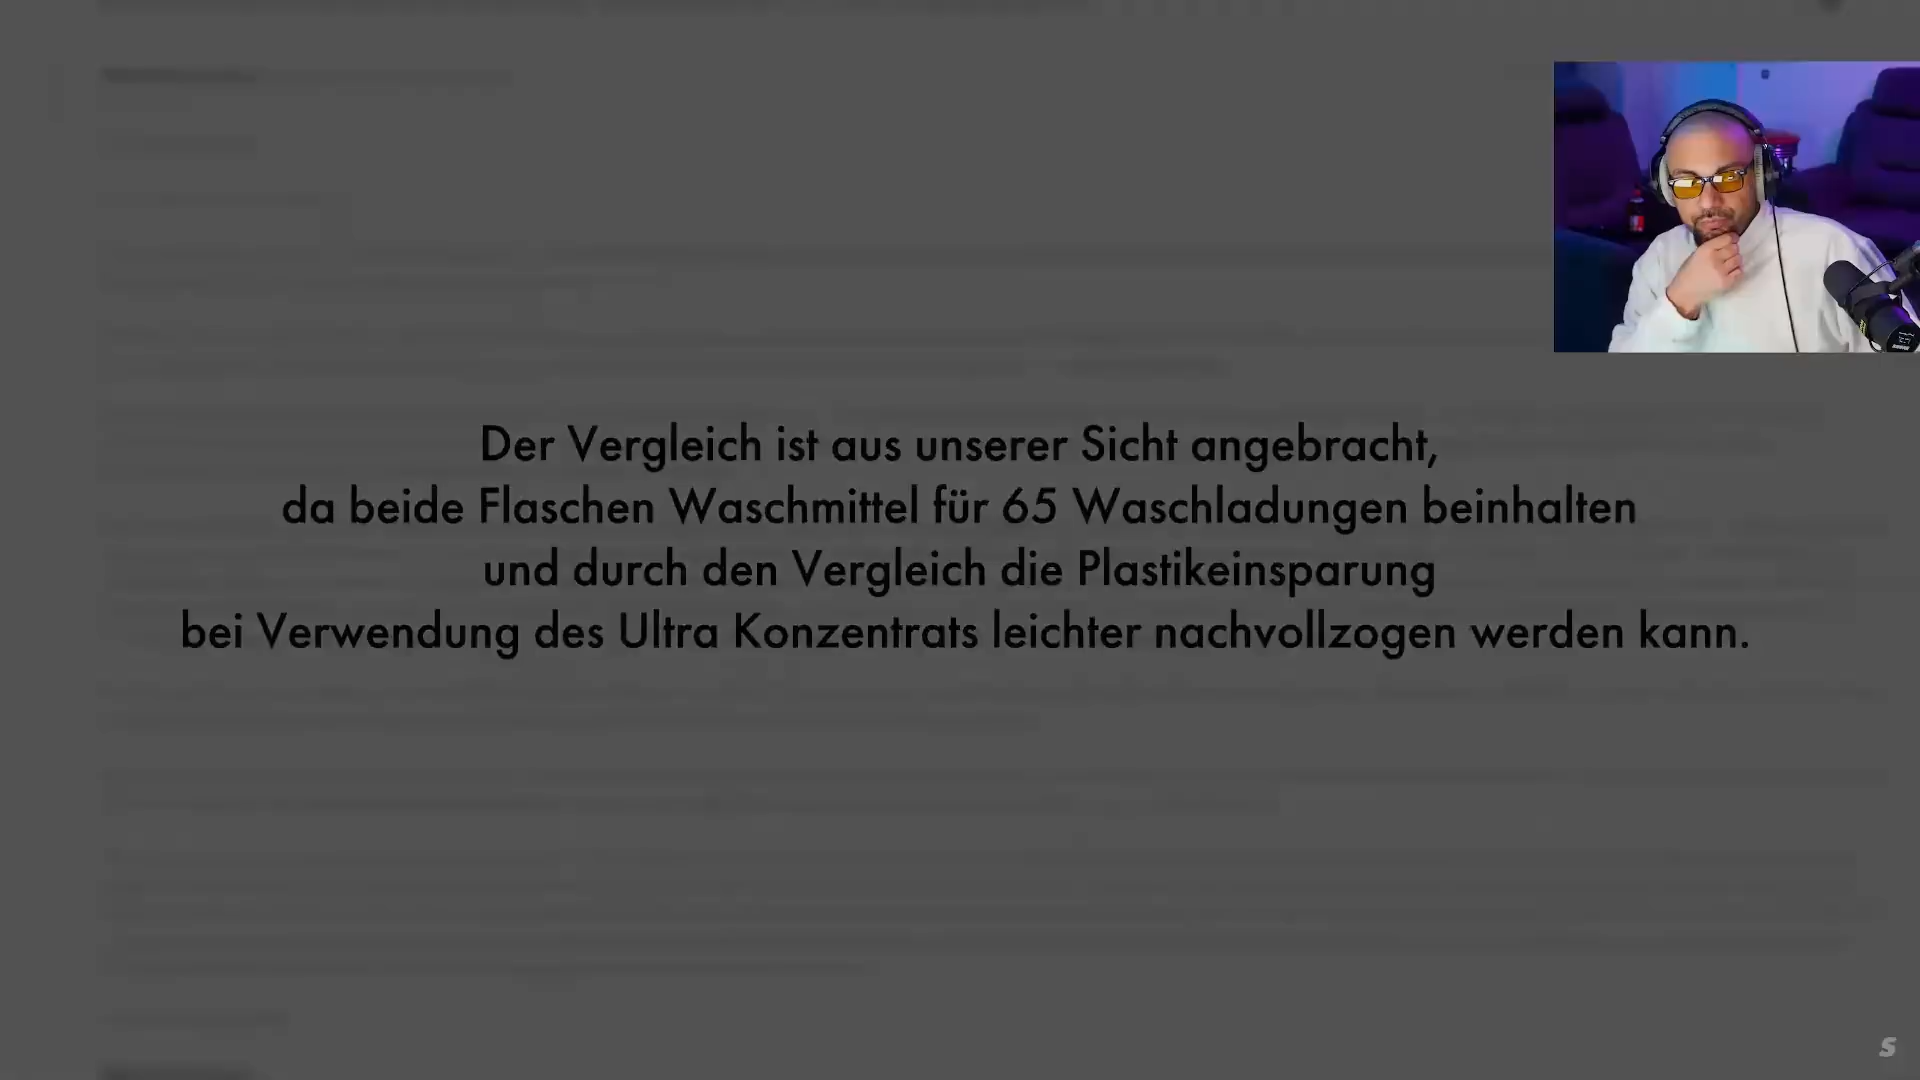 Der Vergleich ist aus unserer Sicht angebracht,
da beide Flaschen Waschmittel für 65 Waschladungen beinhalten
und durch den Vergleich die Plastikeinsparung
bei Verwendung des Ultra Konzentrats leichter nachvollzogen werden kann.
S